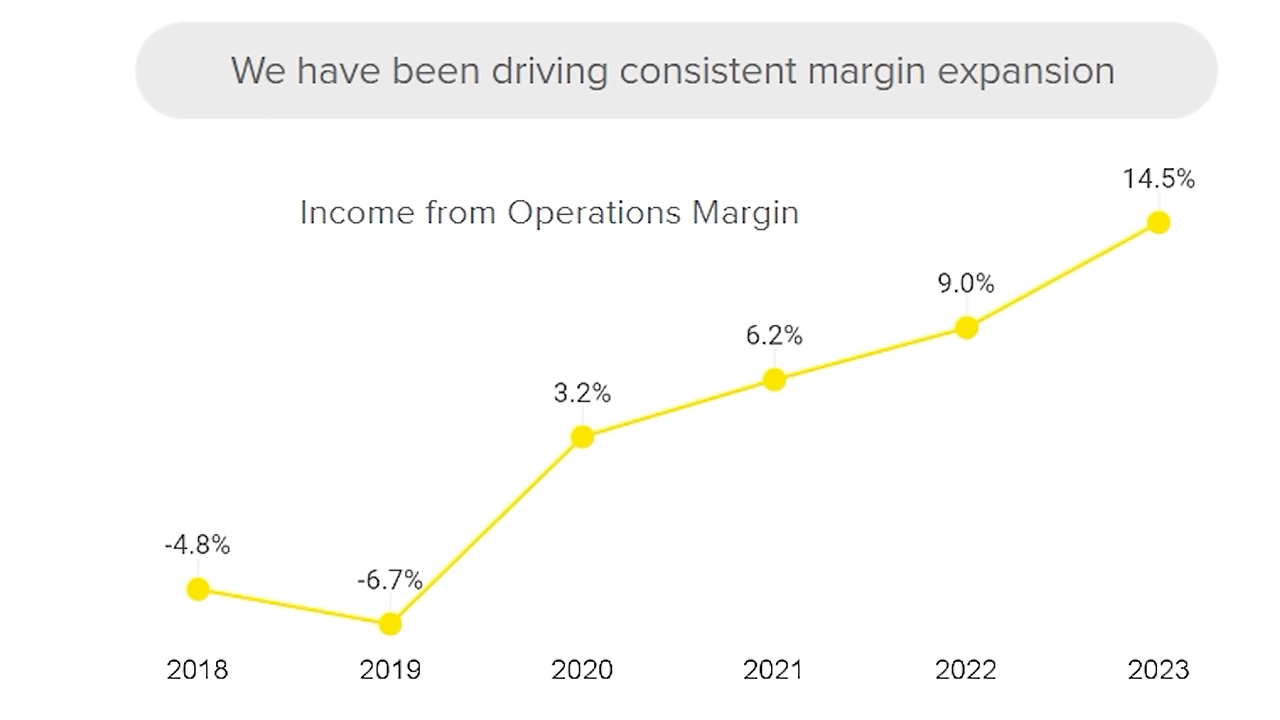 We have been driving consistent margin expansion
Income from Operations Margin
14.5%
9.0%
6.2%
3.2%
-4.8%
-6.7%
2018 2019 2020 2021 2022 2023